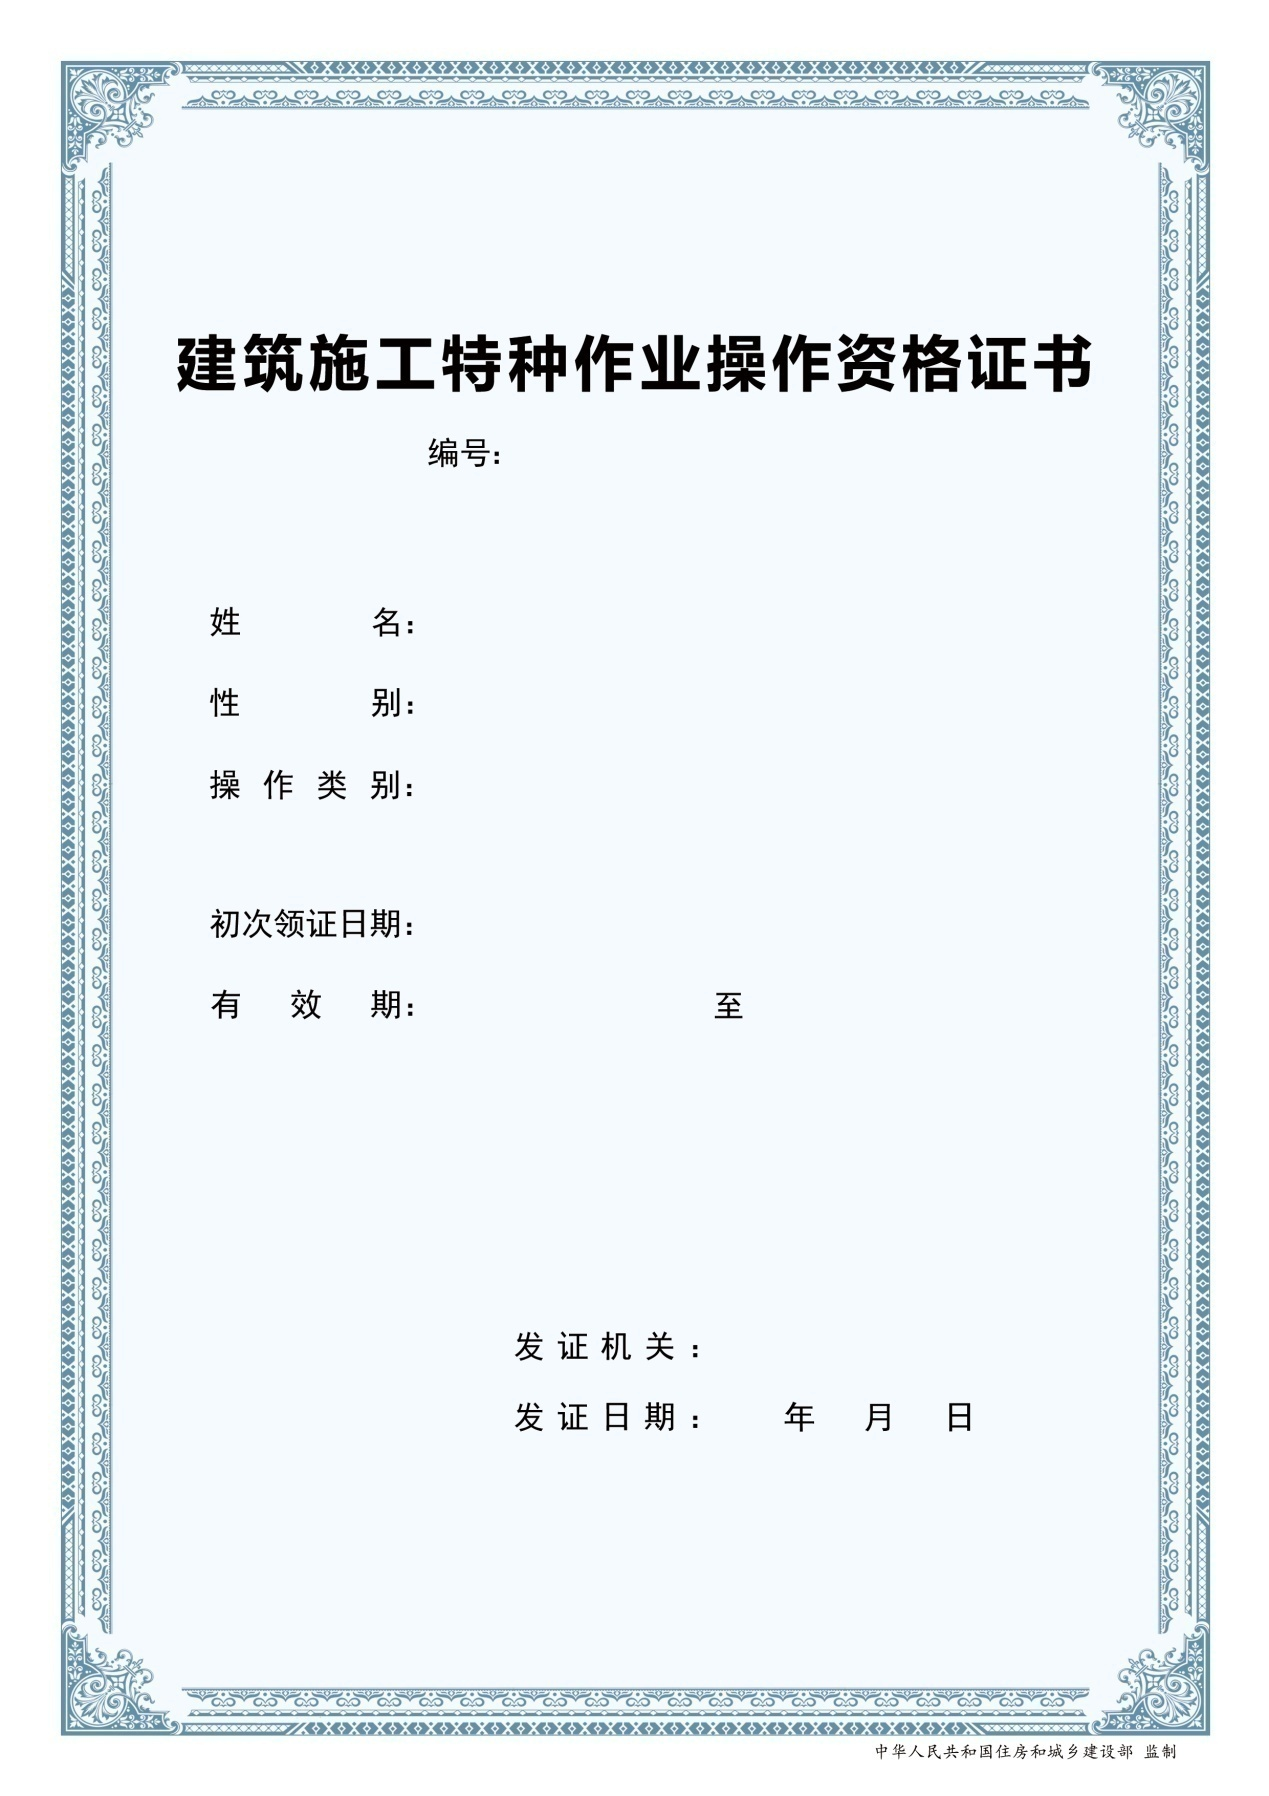 建筑施工特种作业操作资格证书
编号:
姓 名:
性 别:
操 作 类 别:
初次领证日期:
有 效 期: 至
发 证 机 关 :
发 证 日 期 : 年 月 日
中华人民共和国住房和城乡建设部 监制